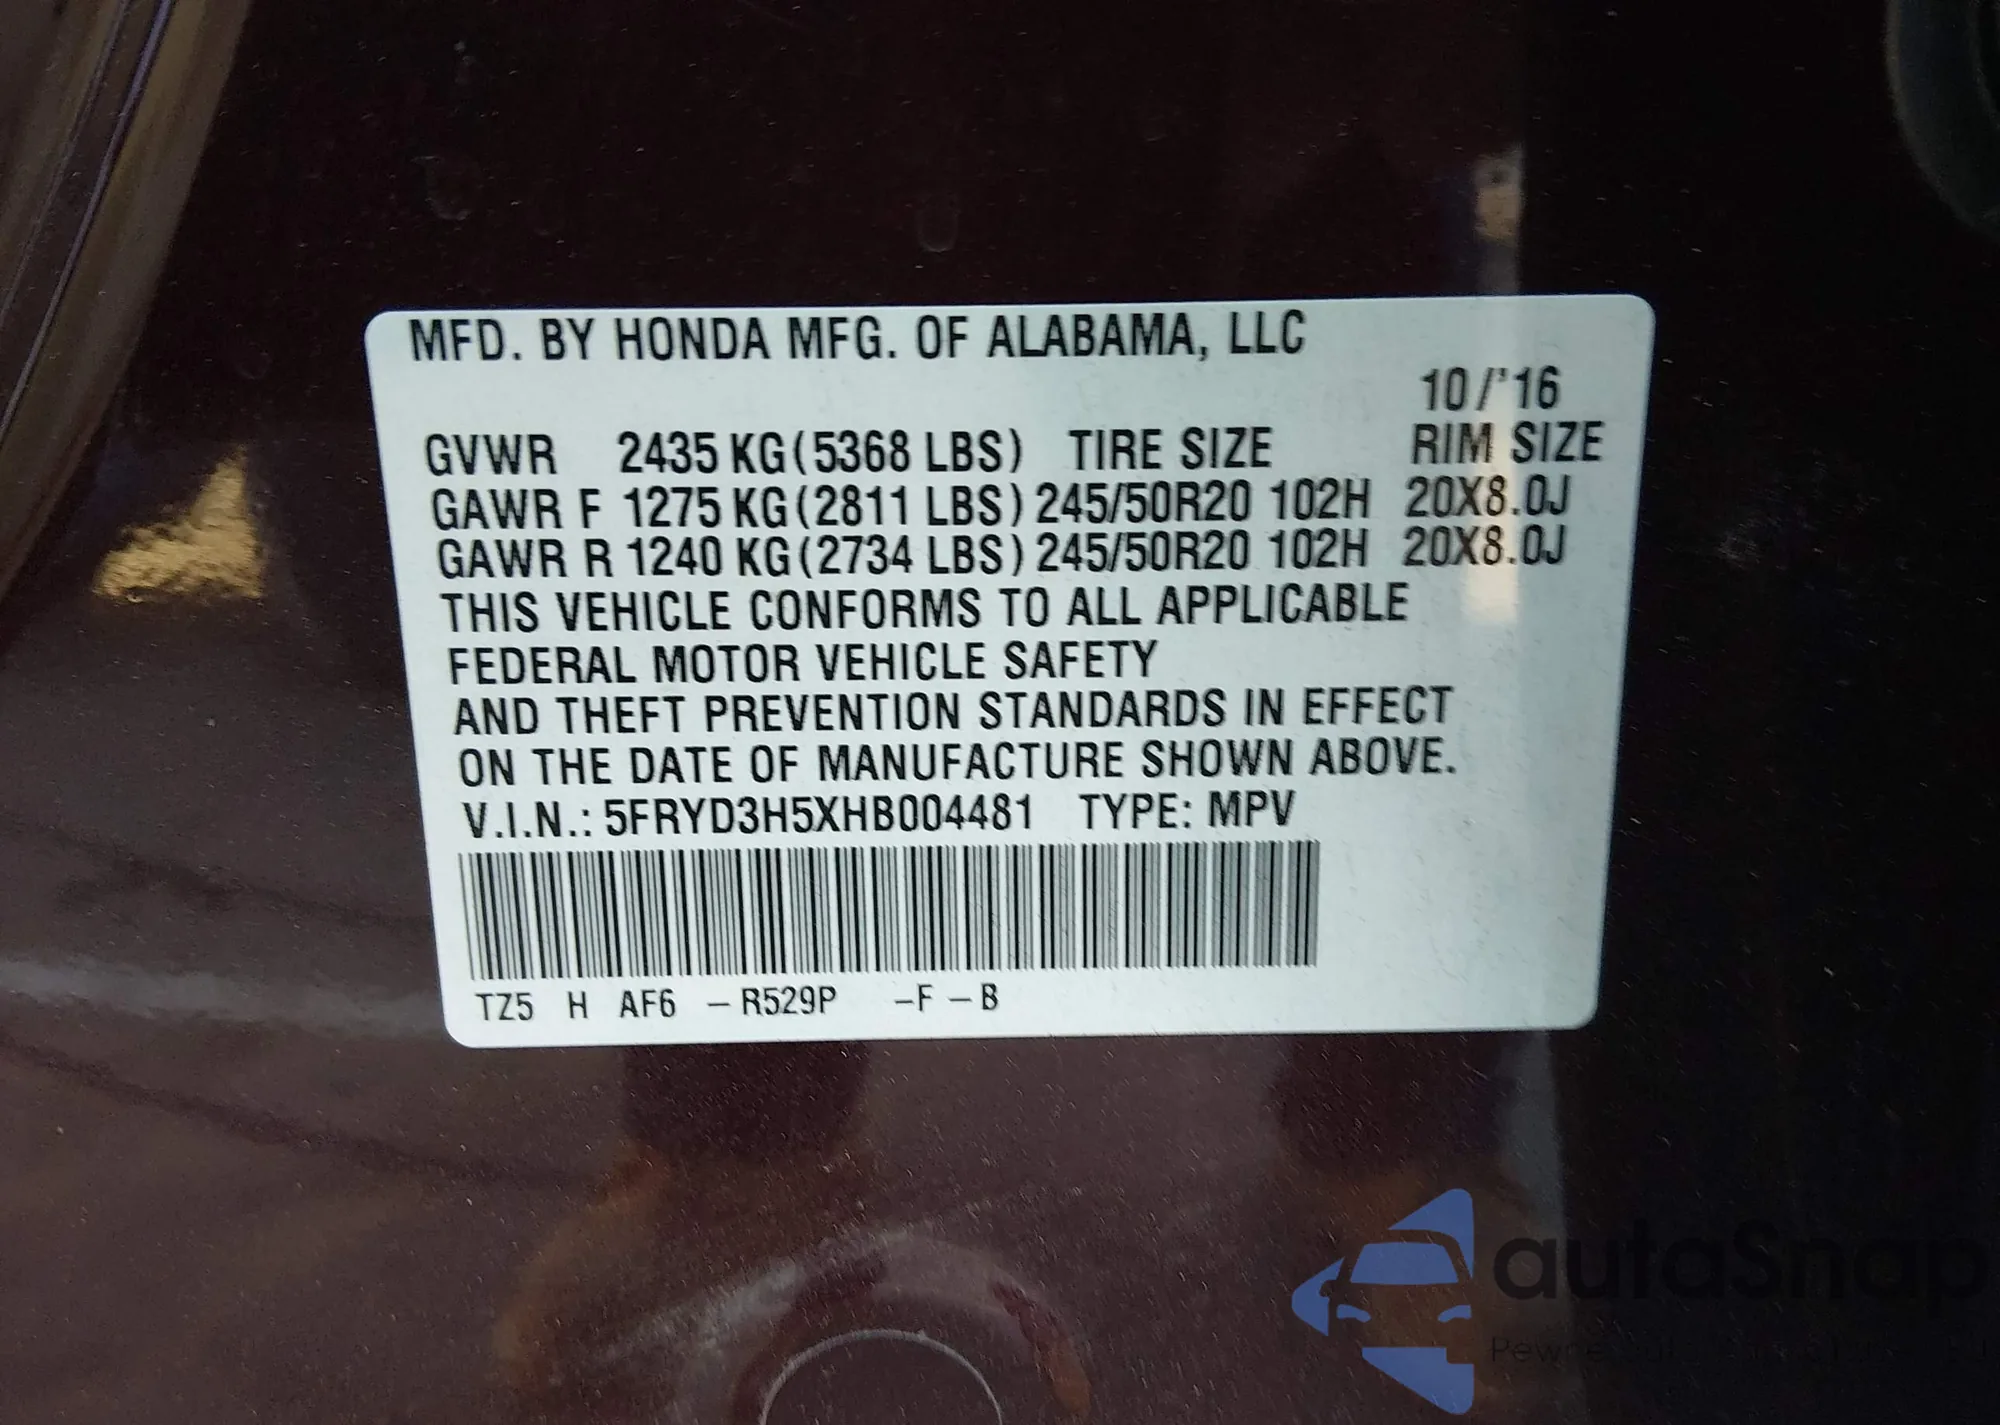 MFD. BY HONDA MFG. OF ALABAMA, LLC
10/'16
GVWR 2435 KG (5368 LBS) TIRE SIZE RIM SIZE
GAWR F 1275 KG (2811 LBS) 245/50R20 102H 20X8.0J
GAWR R 1240 KG (2734 LBS) 245/50R20 102H 20X8.0J
THIS VEHICLE CONFORMS TO ALL APPLICABLE
FEDERAL MOTOR VEHICLE SAFETY
AND THEFT PREVENTION STANDARDS IN EFFECT
ON THE DATE OF MANUFACTURE SHOWN ABOVE.
V.I.N.: 5FRYD3H5XHB004481 TYPE: MPV
TZ5 H AF6 – R529P –F – B
autaSnap